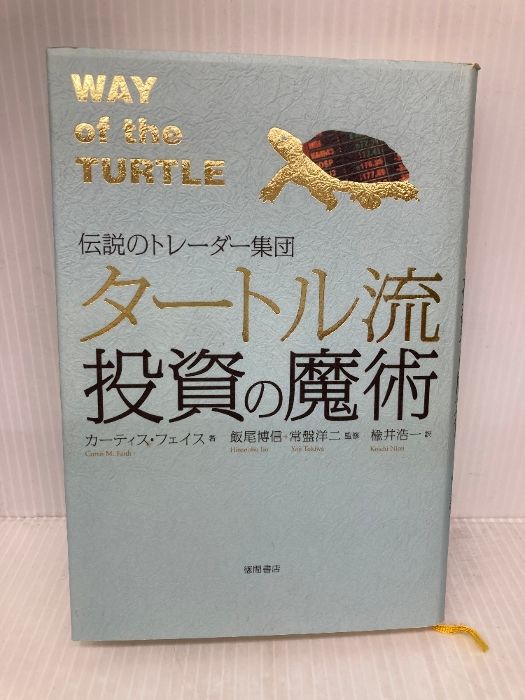 WAY
of the
TURTLE
伝説のトレーダー集団
タートル流
投資の魔術
カーティス・フェイス 著 飯尾博信+常盤洋二 監修 楡井浩一 訳
Curtis M. Faith Koichi Nirei
徳間書店